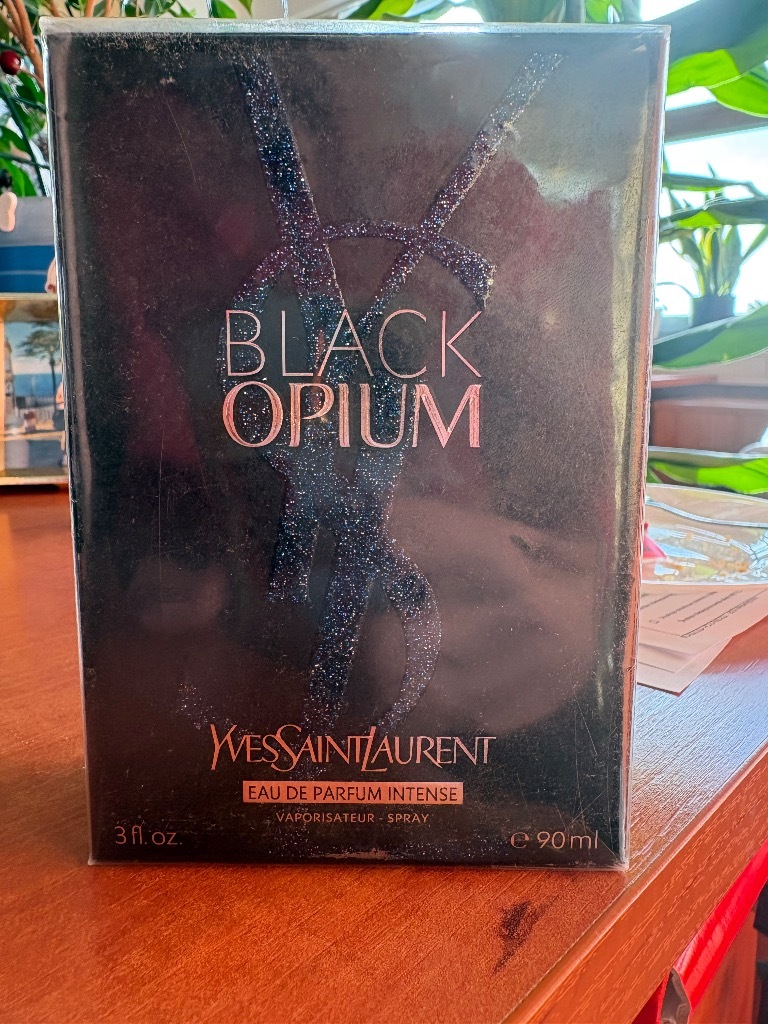 BLACK
OPIUM
YVESSAINTLAURENT
EAU DE PARFUM INTENSE
VAPORISATEUR - SPRAY
3 fl. oz. ℮ 90 ml